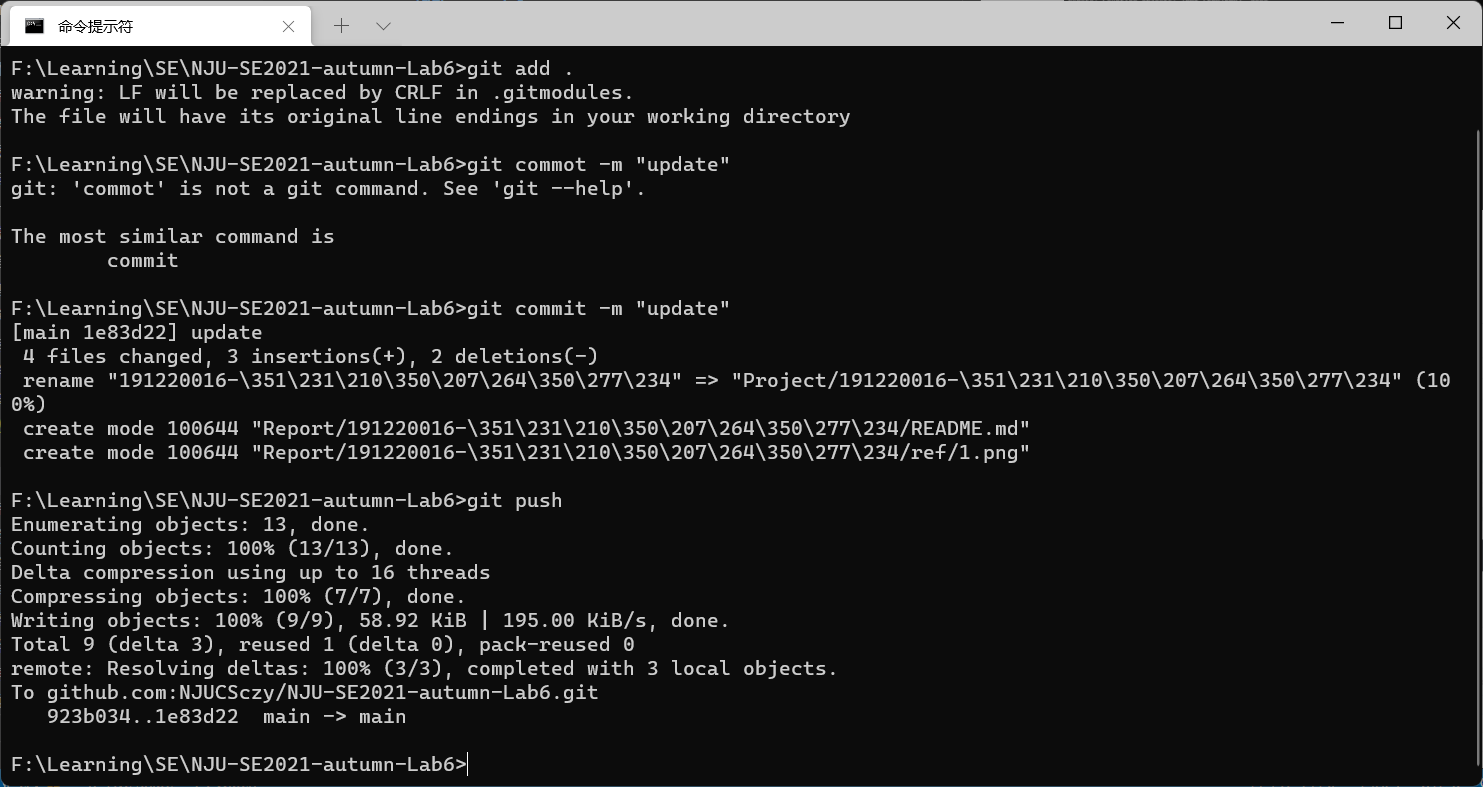 命令提示符
F:\Learning\SE\NJU-SE2021-autumn-Lab6>git add .
warning: LF will be replaced by CRLF in .gitmodules.
The file will have its original line endings in your working directory
F:\Learning\SE\NJU-SE2021-autumn-Lab6>git commot -m "update"
git: 'commot' is not a git command. See 'git --help'.
The most similar command is
commit
F:\Learning\SE\NJU-SE2021-autumn-Lab6>git commit -m "update"
[main 1e83d22] update
4 files changed, 3 insertions(+), 2 deletions(-)
rename "191220016-\351\231\210\350\207\264\350\277\234" => "Project/191220016-\351\231\210\350\207\264\350\277\234" (10
0%)
create mode 100644 "Report/191220016-\351\231\210\350\207\264\350\277\234/README.md"
create mode 100644 "Report/191220016-\351\231\210\350\207\264\350\277\234/ref/1.png"
F:\Learning\SE\NJU-SE2021-autumn-Lab6>git push
Enumerating objects: 13, done.
Counting objects: 100% (13/13), done.
Delta compression using up to 16 threads
Compressing objects: 100% (7/7), done.
Writing objects: 100% (9/9), 58.92 KiB | 195.00 KiB/s, done.
Total 9 (delta 3), reused 1 (delta 0), pack-reused 0
remote: Resolving deltas: 100% (3/3), completed with 3 local objects.
To github.com:NJUCSczy/NJU-SE2021-autumn-Lab6.git
923b034..1e83d22  main -> main
F:\Learning\SE\NJU-SE2021-autumn-Lab6>